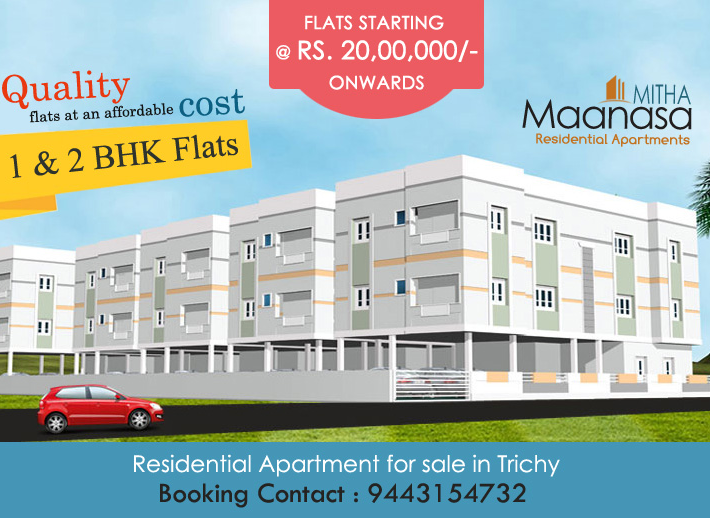 FLATS STARTING
@ RS. 20,00,000/-
ONWARDS
Quality
flats at an affordable cost
1 & 2 BHK Flats
MITHA
Maanasa
Residential Apartments
Residential Apartment for sale in Trichy
Booking Contact : 9443154732